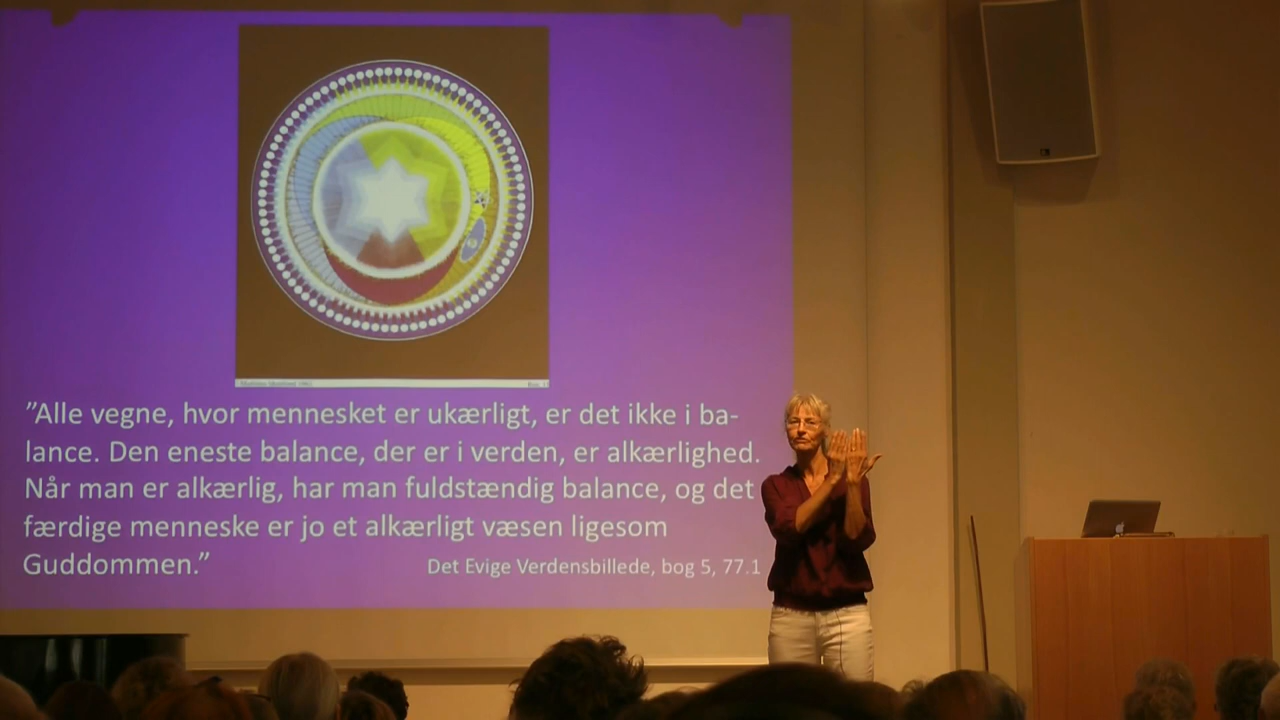 ”Alle vegne, hvor mennesket er ukærligt, er det ikke i ba-
lance. Den eneste balance, der er i verden, er alkærlighed.
Når man er alkærlig, har man fuldstændig balance, og det
færdige menneske er jo et alkærligt væsen ligesom
Guddommen.”
Det Evige Verdensbillede, bog 5, 77.1